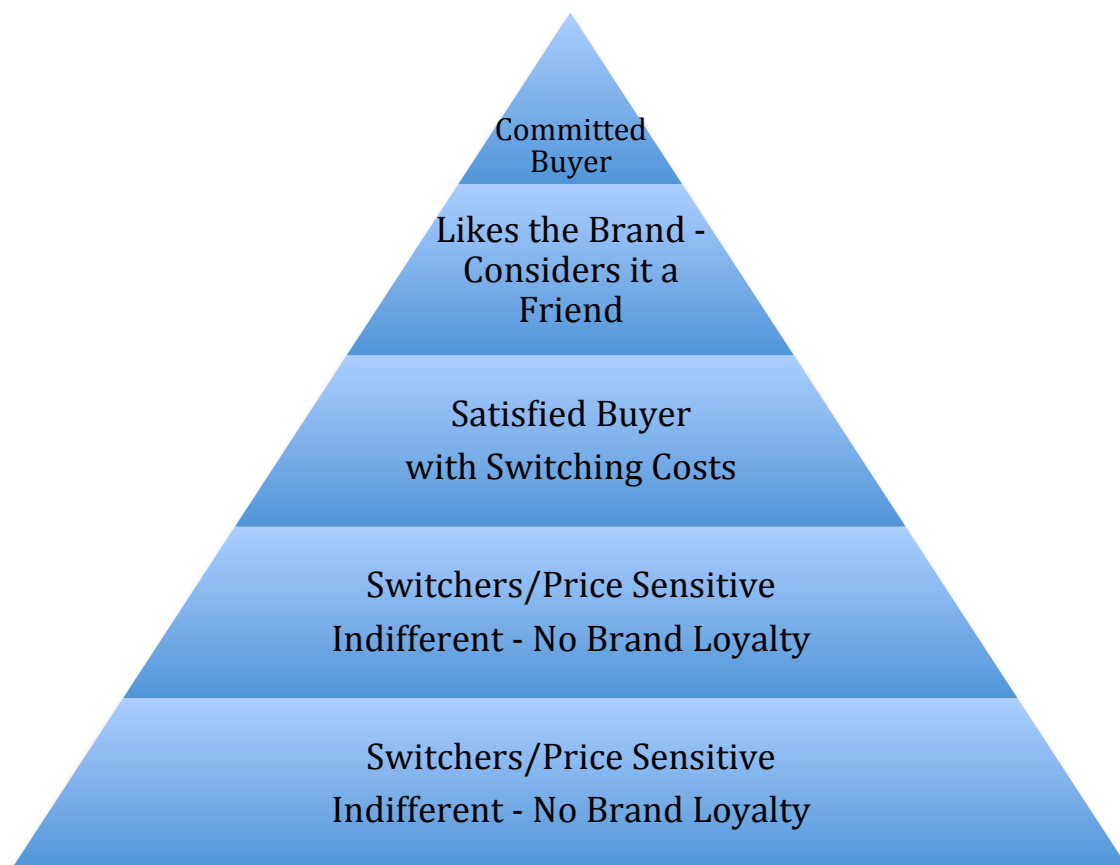 Committed
Buyer
Likes the Brand -
Considers it a
Friend
Satisfied Buyer
with Switching Costs
Switchers/Price Sensitive
Indifferent - No Brand Loyalty
Switchers/Price Sensitive
Indifferent - No Brand Loyalty